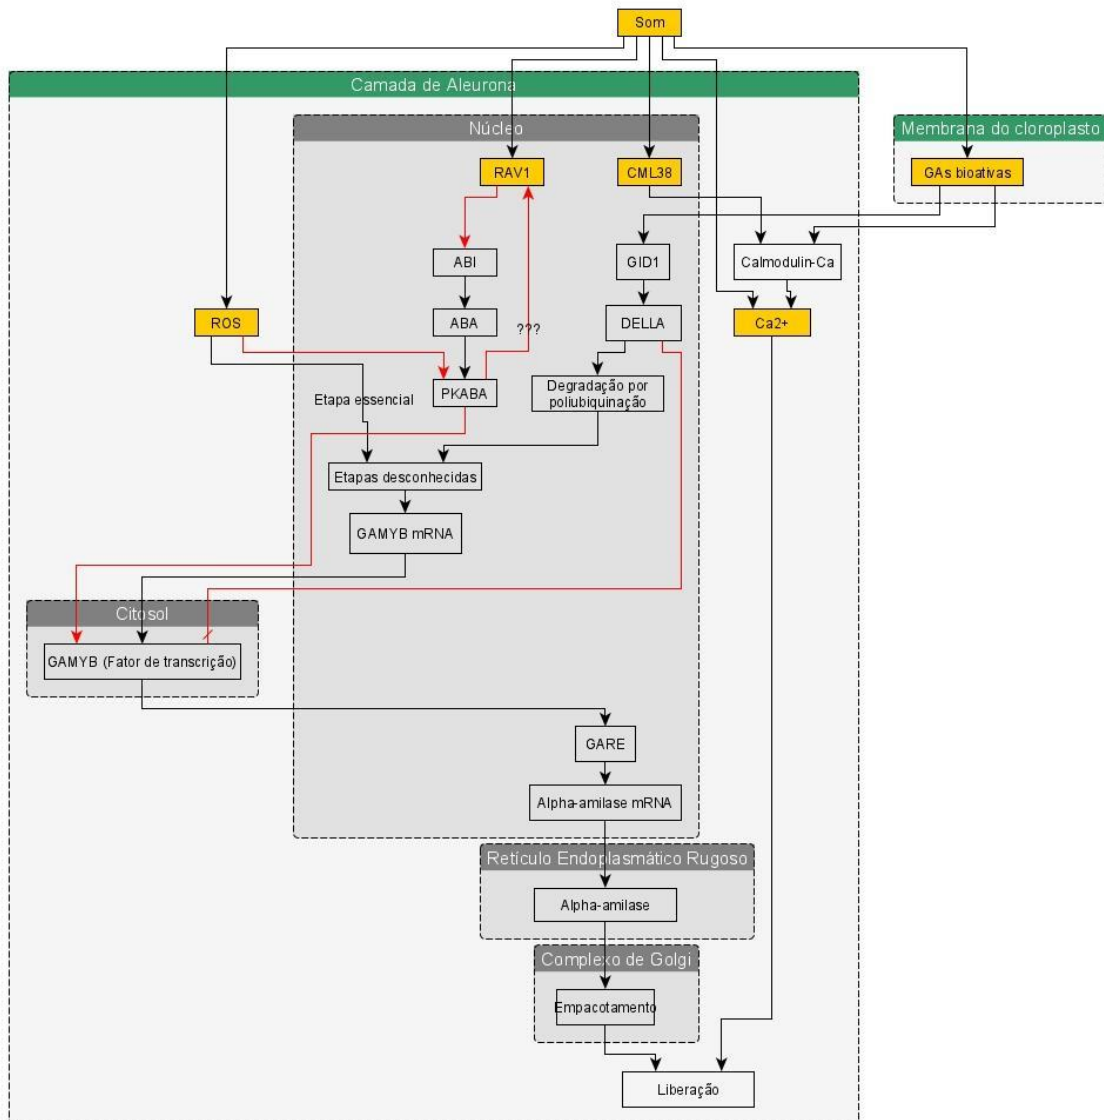 Som
Camada de Aleurona
Núcleo
Membrana do cloroplasto
RAV1
CML38
GAs bioativas
ABI
GID1
Calmodulin-Ca
ROS
ABA
???
DELLA
Ca2+
PKABA
Degradação por
poliubiquinação
Etapa essencial
Etapas desconhecidas
GAMYB mRNA
Citosol
GAMYB (Fator de transcrição)
GARE
Alpha-amilase mRNA
Retículo Endoplasmático Rugoso
Alpha-amilase
Complexo de Golgi
Empacotamento
Liberação